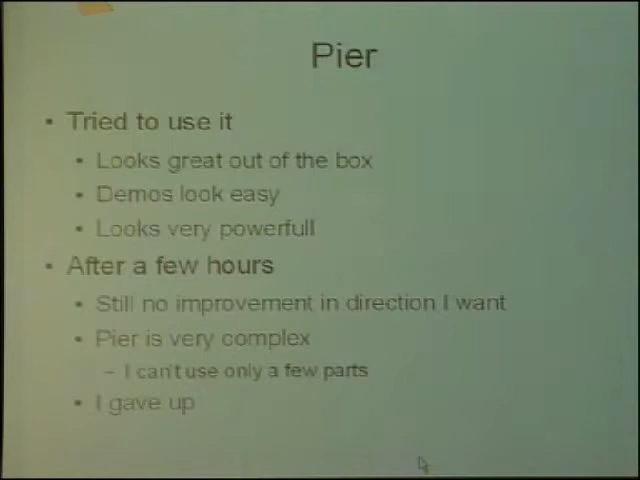 Pier
• Tried to use it
• Looks great out of the box
• Demos look easy
• Looks very powerfull
• After a few hours
• Still no improvement in direction I want
• Pier is very complex
– I can't use only a few parts
• I gave up